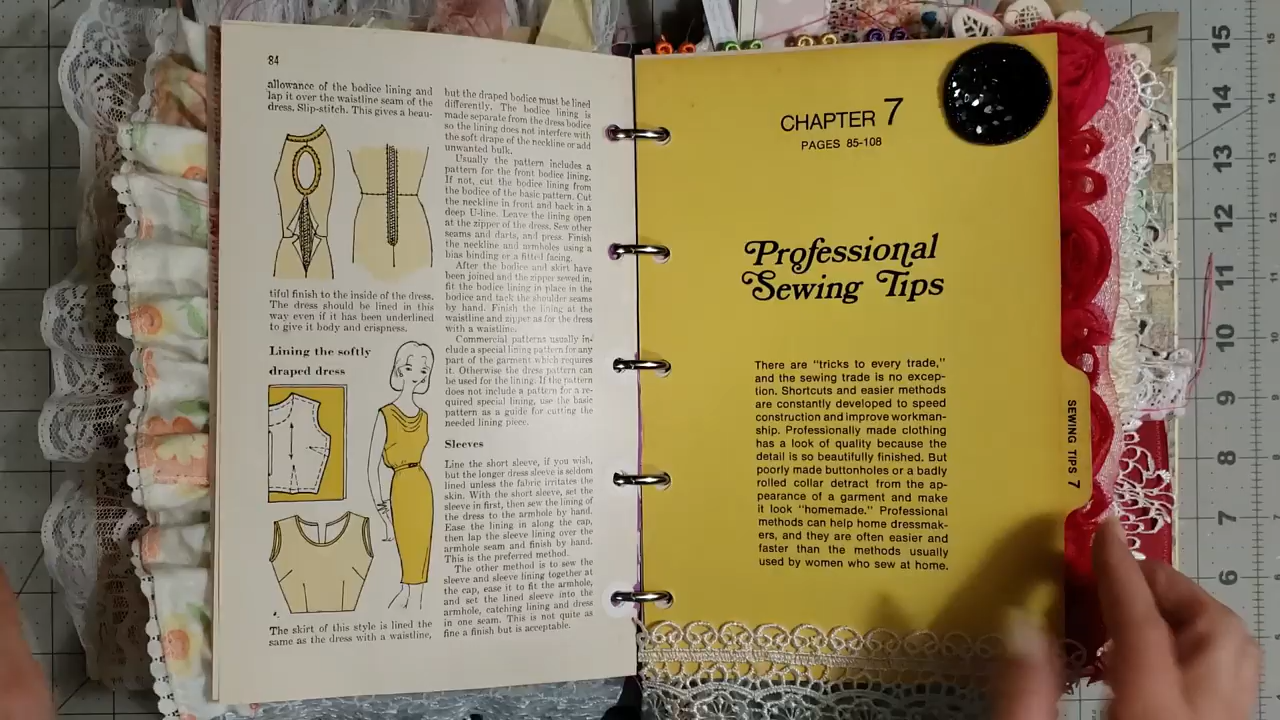 84
allowance of the bodice lining and
lap it over the waistline seam of the
dress. Slip-stitch. This gives a beau-
tiful finish to the inside of the dress.
The dress should be lined in this
way even if it has been underlined
to give it body and crispness.
Lining the softly
draped dress
The skirt of this style is lined the
same as the dress with a waistline,
but the draped bodice must be lined
differently. The bodice lining is
made separate from the dress bodice
so the lining does not interfere with
the soft drape of the neckline or add
unwanted bulk.
Usually the pattern includes a
pattern for the front bodice lining.
If not, cut the bodice lining from
the bodice of the basic pattern. Cut
the neckline in front and back in a
deep U-line. Leave the lining open
at the zipper of the dress. Sew other
seams and darts, and press. Finish
the neckline and armholes using a
bias binding or a fitted facing.
After the bodice and skirt have
been joined and the zipper sewed in,
fit the bodice lining in place in the
bodice and tack the shoulder seams
by hand. Finish the lining at the
waistline and zipper as for the dress
with a waistline.
Commercial patterns usually in-
clude a special lining pattern for any
part of the garment which requires
it. Otherwise the dress pattern can
be used for the lining. If the pattern
does not include a pattern for a re-
quired special lining, use the basic
pattern as a guide for cutting the
needed lining piece.
Sleeves
Line the short sleeve, if you wish,
but the longer dress sleeve is seldom
lined unless the fabric irritates the
skin. With the short sleeve, set the
sleeve in first, then sew the lining of
the dress to the armhole by hand.
Ease the lining in along the cap,
then lap the sleeve lining over the
armhole seam and finish by hand.
This is the preferred method.
The other method is to sew the
sleeve and sleeve lining together at
the cap, ease it to fit the armhole,
and set the lined sleeve into the
armhole, catching lining and dress
in one seam. This is not quite as
fine a finish but is acceptable.
CHAPTER 7
PAGES 85-108
Professional
Sewing Tips
There are "tricks to every trade,"
and the sewing trade is no excep-
tion. Shortcuts and easier methods
are constantly developed to speed
construction and improve workman-
ship. Professionally made clothing
has a look of quality because the
detail is so beautifully finished. But
poorly made buttonholes or a badly
rolled collar detract from the ap-
pearance of a garment and make
it look "homemade." Professional
methods can help home dressmak-
ers, and they are often easier and
faster than the methods usually
used by women who sew at home.
SEWING TIPS 7
15
14
13
12
11
10
9
8
7
6